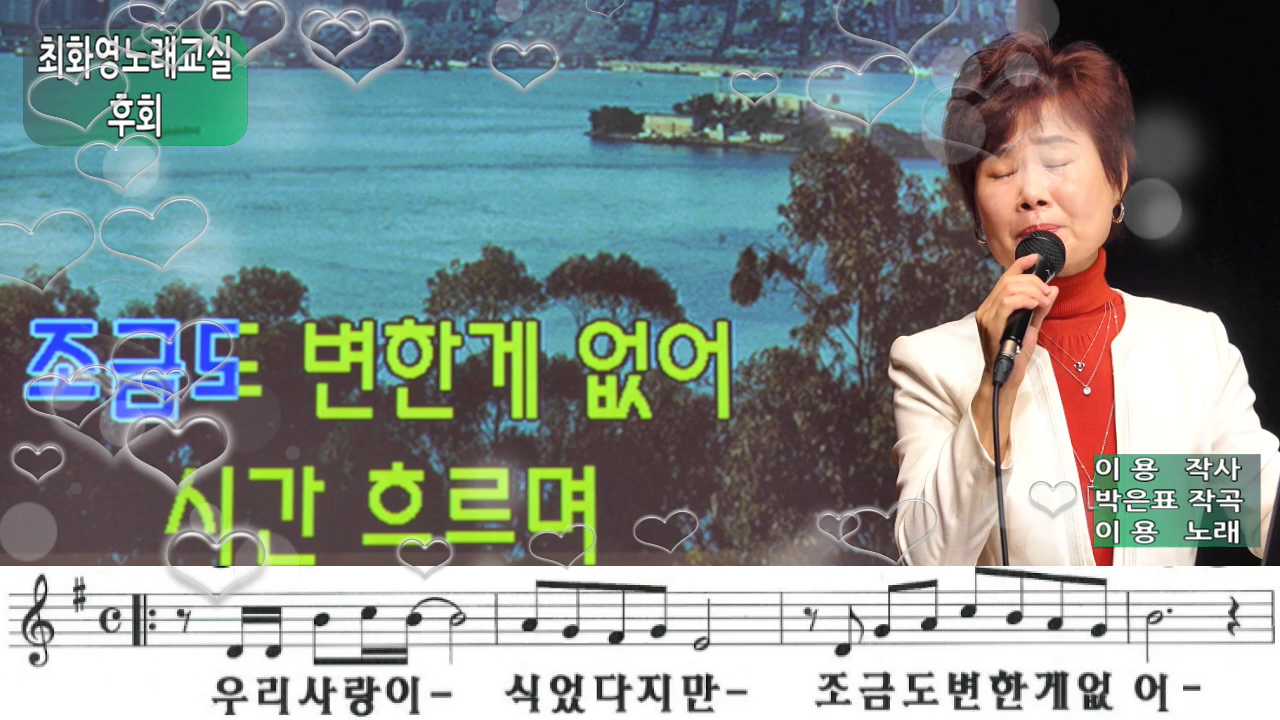 최화영노래교실
후회
조금도 변한게 없어
시간 흐르며
이 용 작사
박은표 작곡
이 용 노래
우리사랑이- 식었다지만- 조금도변한게없 어-